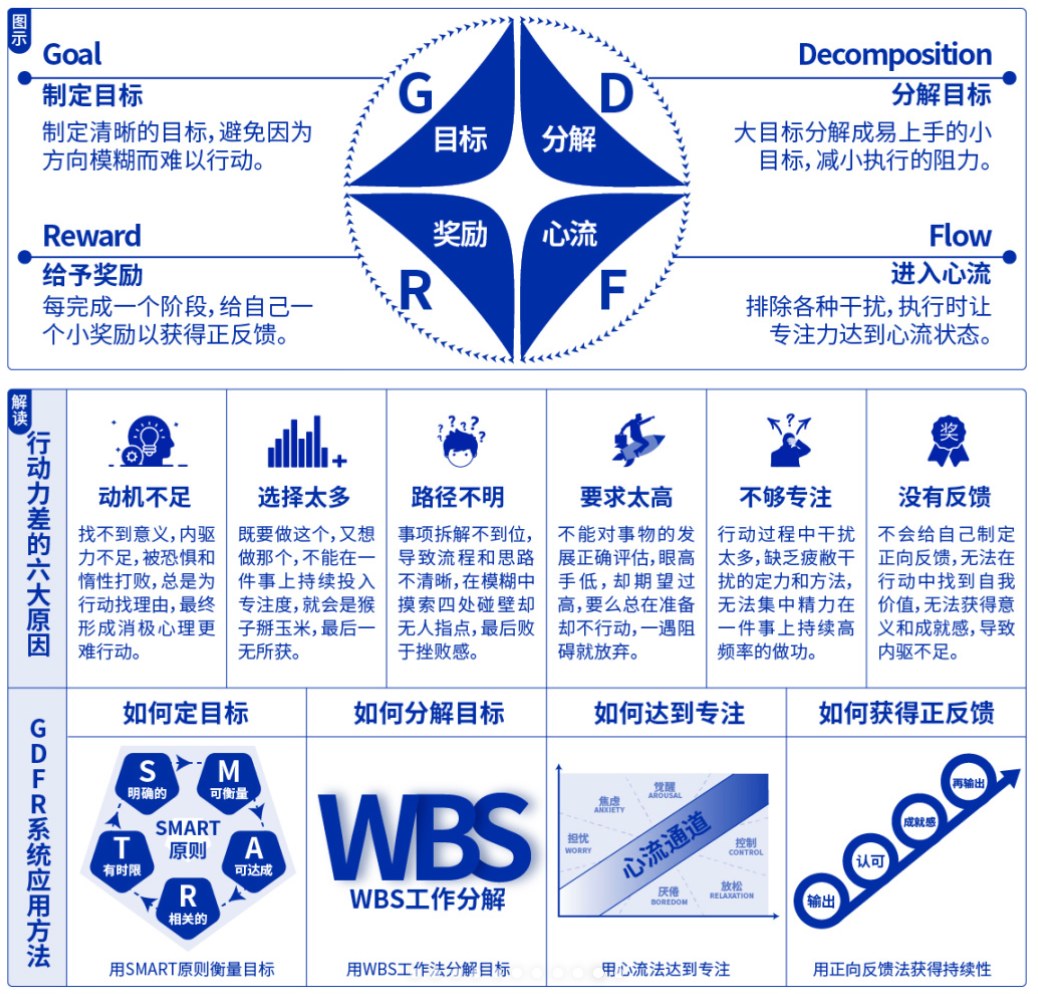 图示
Goal
制定目标
制定清晰的目标，避免因为
方向模糊而难以行动。
Decomposition
分解目标
大目标分解成易上手的小
目标，减小执行的阻力。
G
目标
D
分解
奖励
R
心流
F
Reward
给予奖励
每完成一个阶段，给自己一
个小奖励以获得正反馈。
Flow
进入心流
排除各种干扰，执行时让
专注力达到心流状态。
解读
行动力差的六大原因
动机不足
找不到意义，内驱
力不足，被恐惧和
惰性打败，总是为
行动找理由，最终
形成消极心理更
难行动。
选择太多
既要做这个，又想
做那个，不能在一
件事上持续投入
专注度，就会是猴
子掰玉米，最后一
无所获。
路径不明
事项拆解不到位，
导致流程和思路
不清晰，在模糊中
摸索四处碰壁却
无人指点，最后败
于挫败感。
要求太高
不能对事物的发
展正确评估，眼高
手低，却期望过
高，要么总在准备
却不行动，一遇阻
碍就放弃。
不够专注
行动过程中干扰
太多，缺乏疲敝干
扰的定力和方法，
无法集中精力在
一件事上持续高
频率的做功。
奖
没有反馈
不会给自己制定
正向反馈，无法在
行动中找到自我
价值，无法获得意
义和成就感，导致
内驱不足。
GDFR系统应用方法
如何定目标
S
明确的
M
可衡量
A
可达成
R
相关的
T
有时限
SMART
原则
用SMART原则衡量目标
如何分解目标
WBS
WBS工作分解
用WBS工作法分解目标
如何达到专注
觉醒
AROUSAL
焦虑
ANXIETY
担忧
WORRY
心流通道
控制
CONTROL
放松
RELAXATION
厌倦
BOREDOM
用心流法达到专注
如何获得正反馈
再输出
成就感
认可
输出
用正向反馈法获得持续性